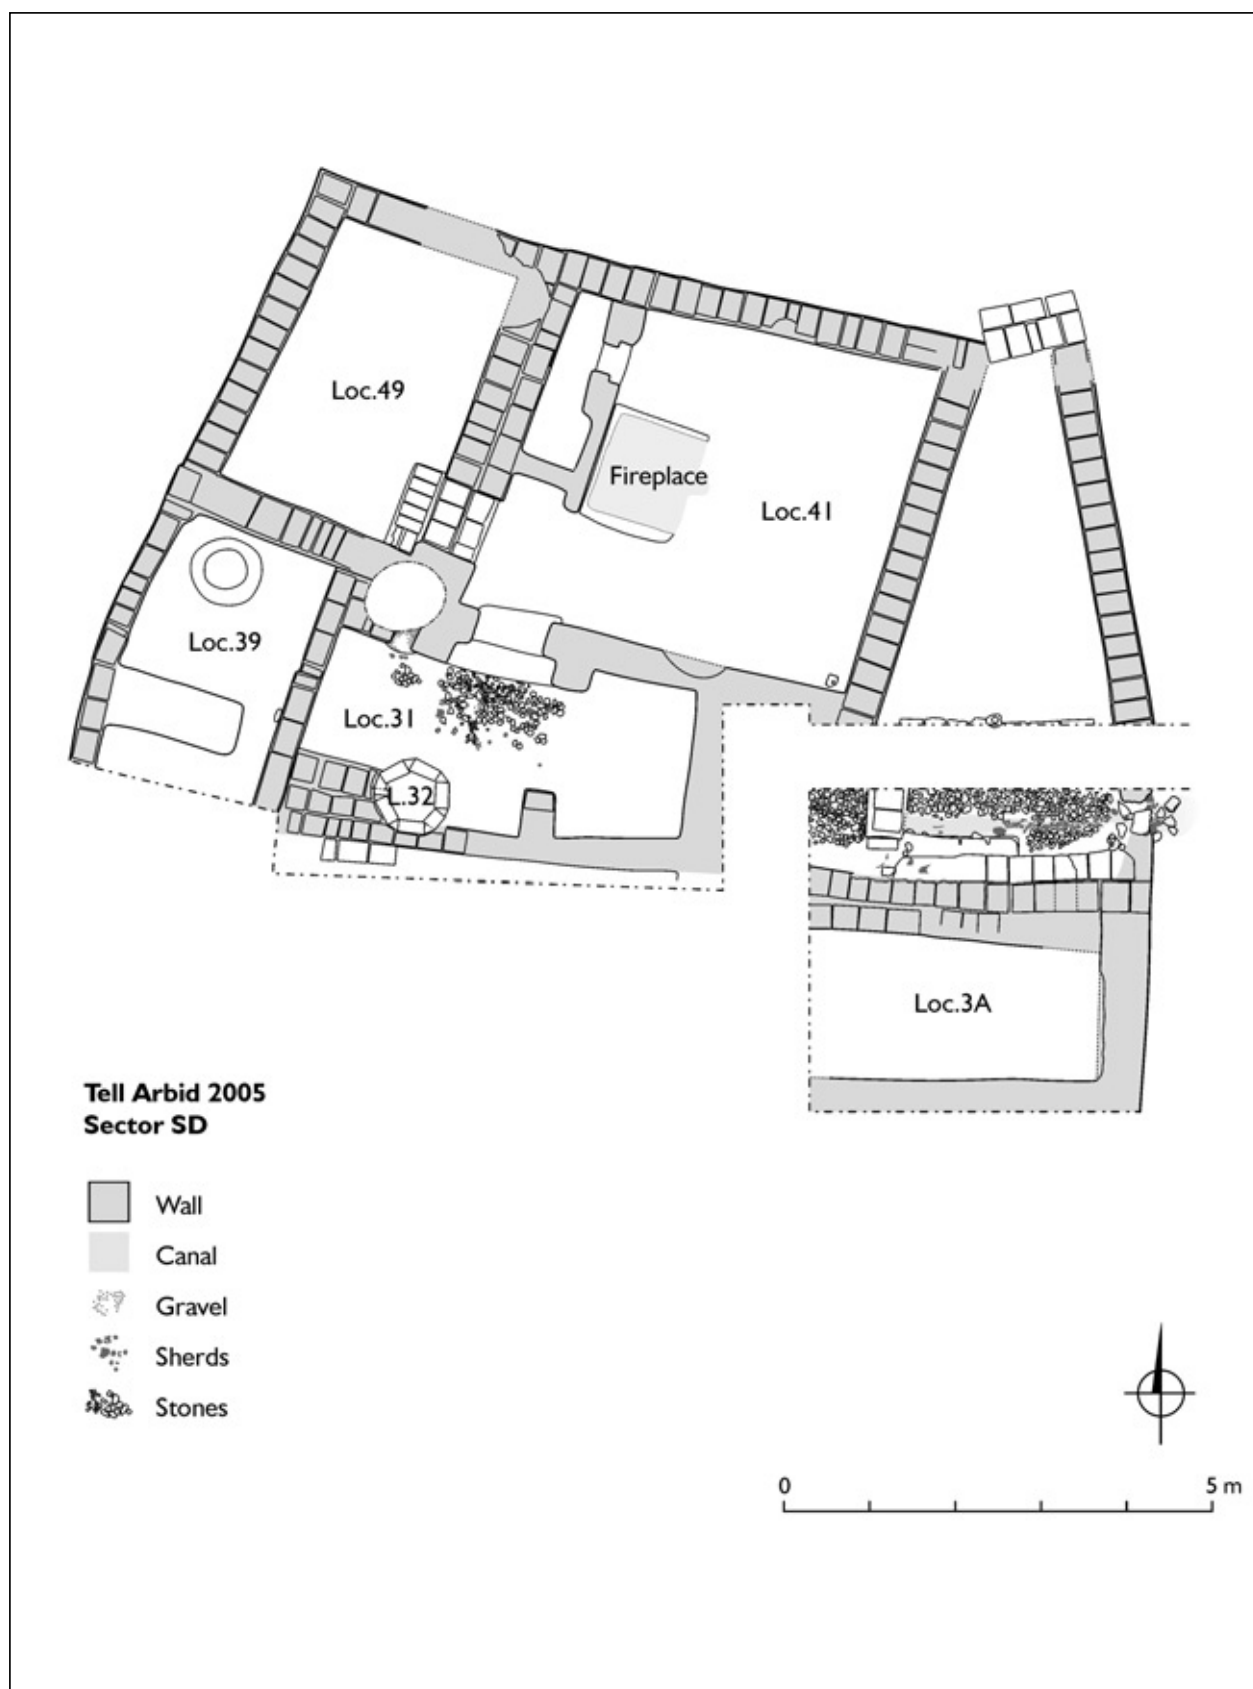 Loc.49
Fireplace
Loc.41
Loc.39
Loc.31
L.32
Loc.3A
Tell Arbid 2005
Sector SD
Wall
Canal
Gravel
Sherds
Stones
0 5 m